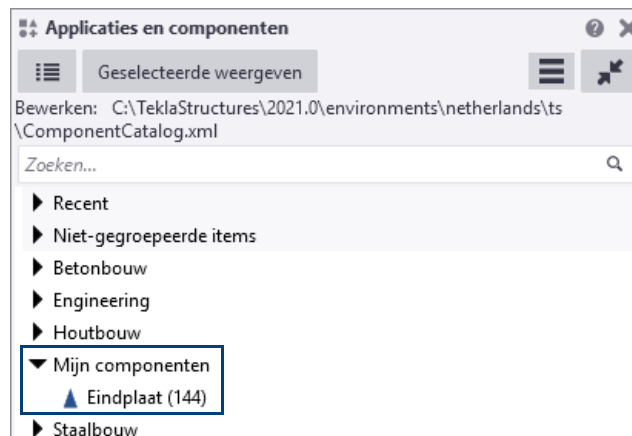 Applicaties en componenten
Geselecteerde weergeven
Bewerken: C:\TeklaStructures\2021.0\environments\netherlands\ts
\ComponentCatalog.xml
Zoeken...
Recent
Niet-gegroepeerde items
Betonbouw
Engineering
Houtbouw
Mijn componenten
Eindplaat (144)
Staalbouw